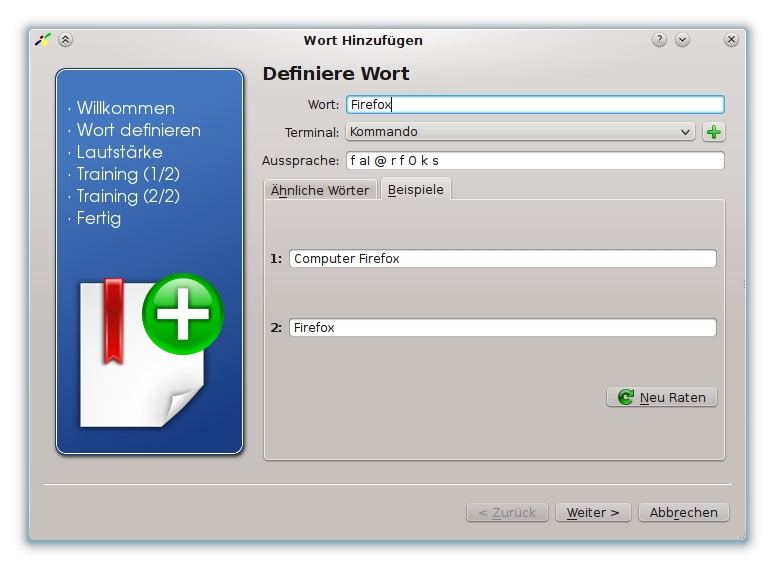 Wort Hinzufügen
· Willkommen
· Wort definieren
· Lautstärke
· Training (1/2)
· Training (2/2)
· Fertig
Definiere Wort
Wort: Firefox
Terminal: Kommando
Aussprache: f aI @ r f O k s
Ähnliche Wörter Beispiele
1: Computer Firefox
2: Firefox
Neu Raten
< Zurück Weiter > Abbrechen